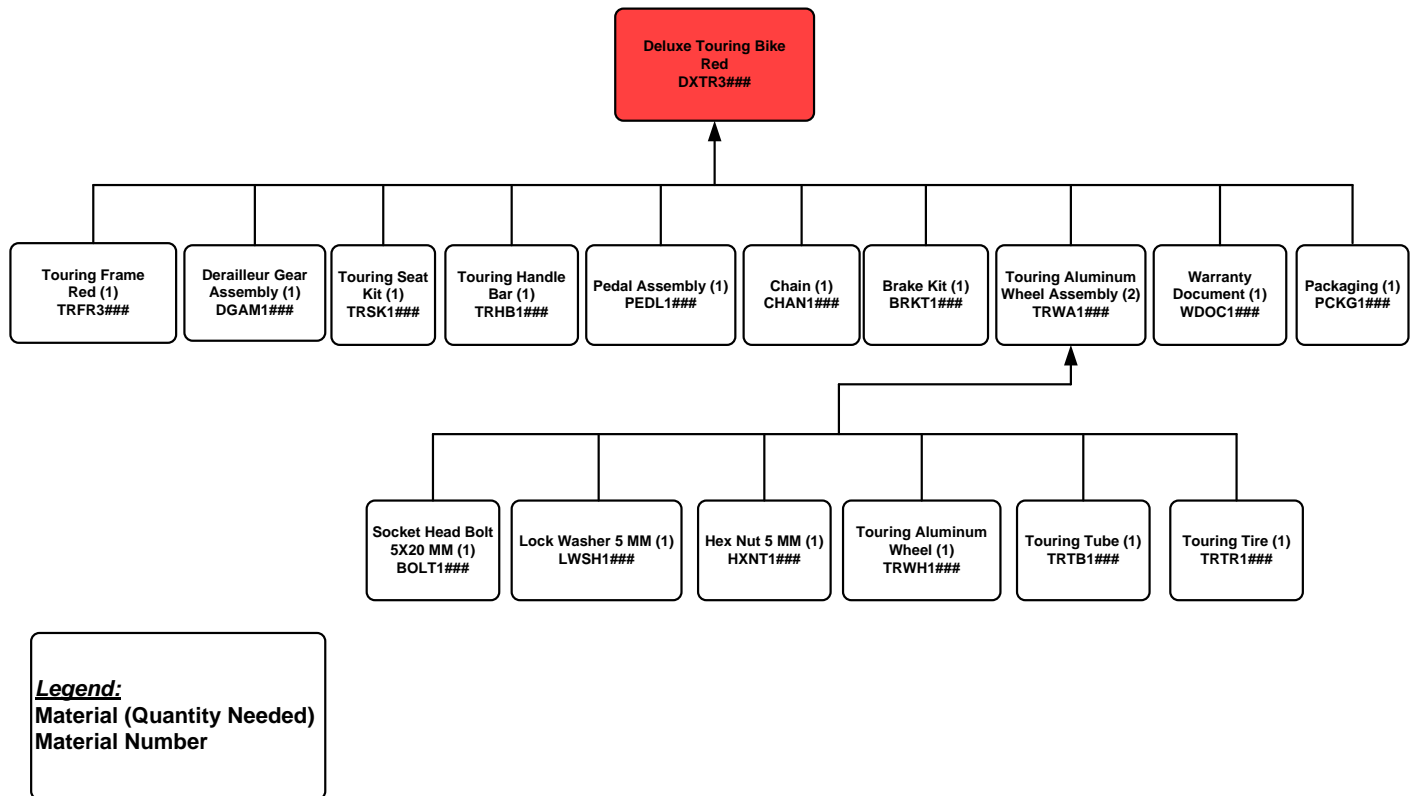 Deluxe Touring Bike
Red
DXTR3###
Touring Frame
Red (1)
TRFR3###
Derailleur Gear
Assembly (1)
DGAM1###
Touring Seat
Kit (1)
TRSK1###
Touring Handle
Bar (1)
TRHB1###
Pedal Assembly (1)
PEDL1###
Chain (1)
CHAN1###
Brake Kit (1)
BRKT1###
Touring Aluminum
Wheel Assembly (2)
TRWA1###
Warranty
Document (1)
WDOC1###
Packaging (1)
PCKG1###
Socket Head Bolt
5X20 MM (1)
BOLT1###
Lock Washer 5 MM (1)
LWSH1###
Hex Nut 5 MM (1)
HXNT1###
Touring Aluminum
Wheel (1)
TRWH1###
Touring Tube (1)
TRTB1###
Touring Tire (1)
TRTR1###
Legend:
Material (Quantity Needed)
Material Number